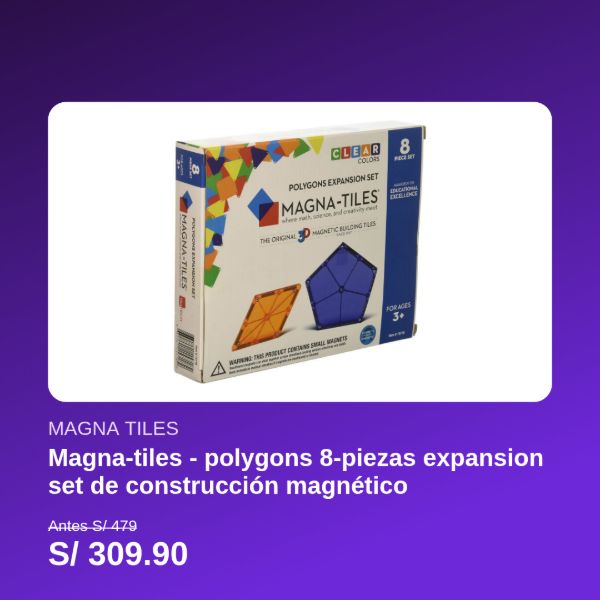 CLEAR
COLORS
8
PIECE SET
POLYGONS EXPANSION SET
MAGNA-TILES
where math, science, and creativity meet
THE ORIGINAL 3D MAGNETIC BUILDING TILES
EDUCATIONAL
EXCELLENCE
FOR AGES
3+
WARNING: THIS PRODUCT CONTAINS SMALL MAGNETS
3+
8
MAGNA-TILES
POLYGONS EXPANSION SET
MAGNA TILES
Magna-tiles - polygons 8-piezas expansion
set de construcción magnético
Antes S/ 479
S/ 309.90